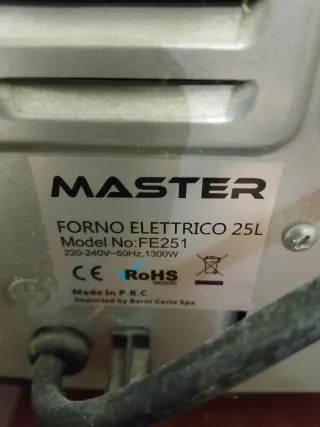 MASTER
FORNO ELETTRICO 25L
Model No:FE251
220-240V~50Hz,1300W
CE RoHS
Made In P.R.C
Imported by Berni Carlo Spa